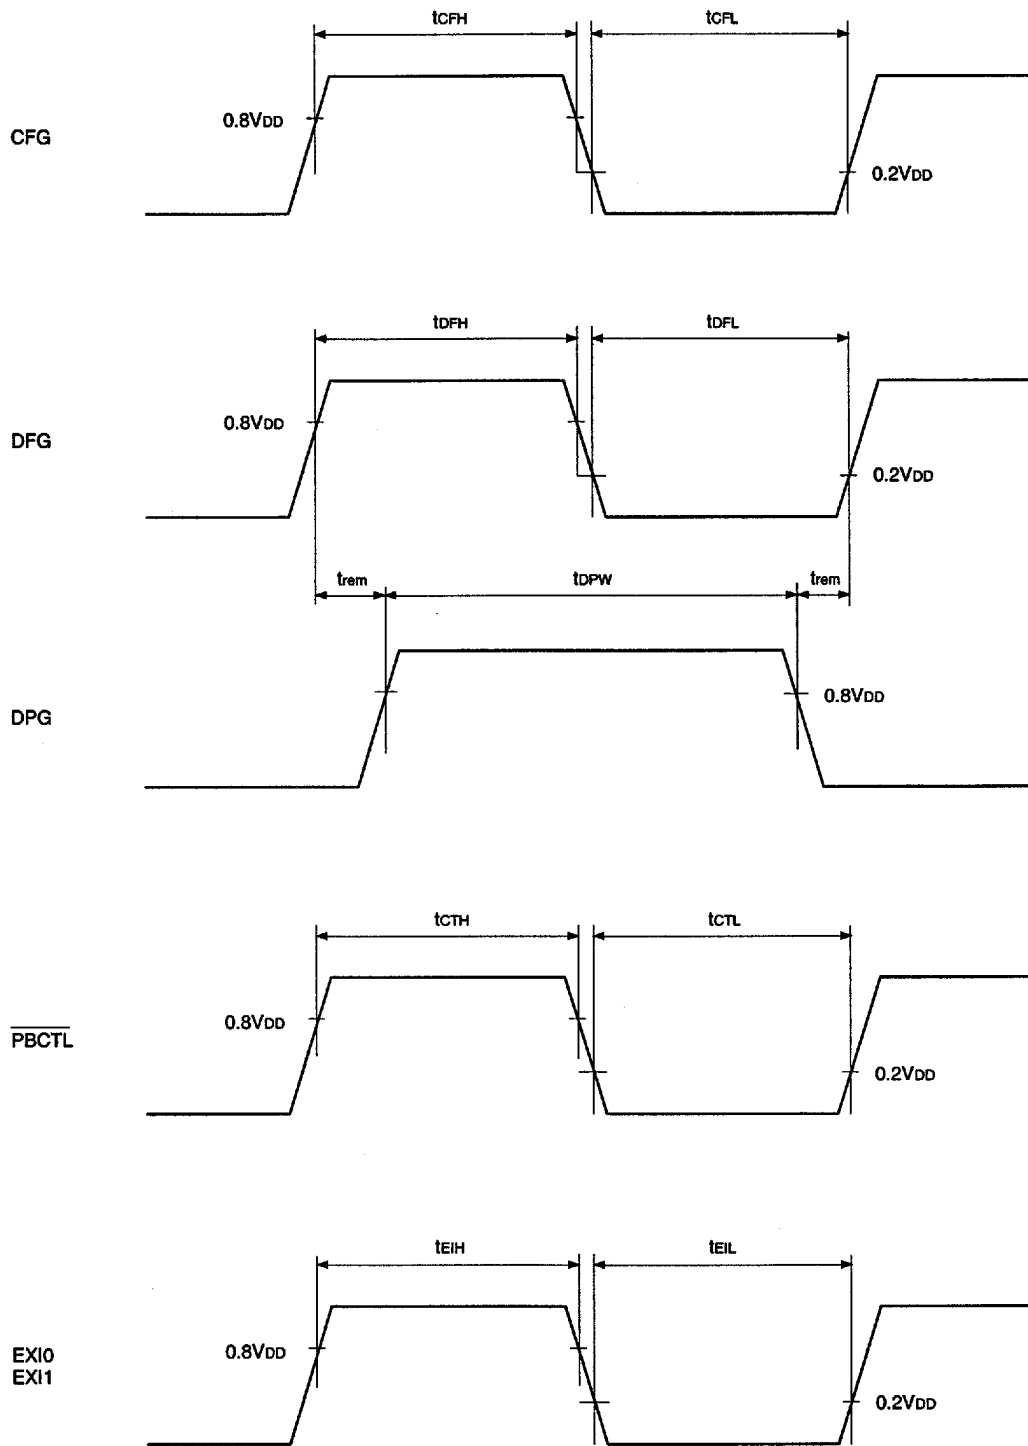 tCFH
tCFL
0.8VDD
CFG
0.2VDD
tDFH
tDFL
0.8VDD
DFG
0.2VDD
trem
tDPW
trem
0.8VDD
DPG
tCTH
tCTL
0.8VDD
PBCTL
0.2VDD
tEIH
tEIL
0.8VDD
EXI0
EXI1
0.2VDD